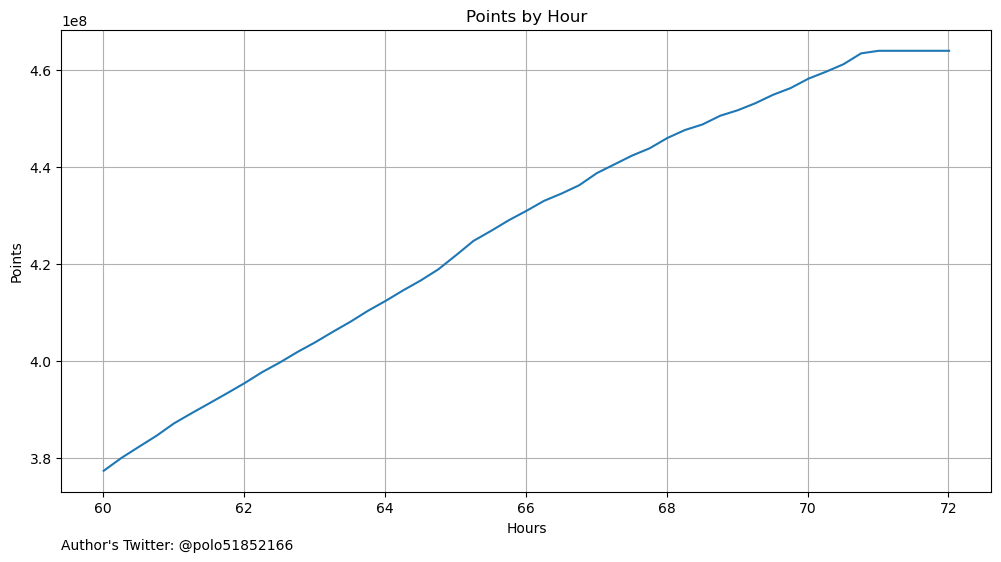 Points by Hour
1e8
4.6
4.4
4.2
4.0
3.8
Points
60 62 64 66 68 70 72
Hours
Author's Twitter: @polo51852166